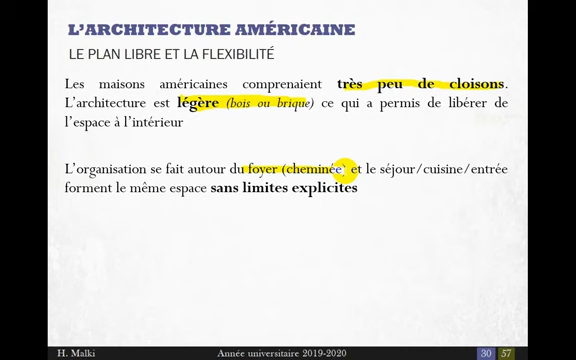 L'ARCHITECTURE AMÉRICAINE
LE PLAN LIBRE ET LA FLEXIBILITÉ
Les maisons américaines comprenaient très peu de cloisons.
L'architecture est légère (bois ou brique) ce qui a permis de libérer de
l'espace à l'intérieur
L'organisation se fait autour du foyer (cheminée) et le séjour/cuisine/entrée
forment le même espace sans limites explicites
H. Malki Année universitaire 2019-2020 30 57